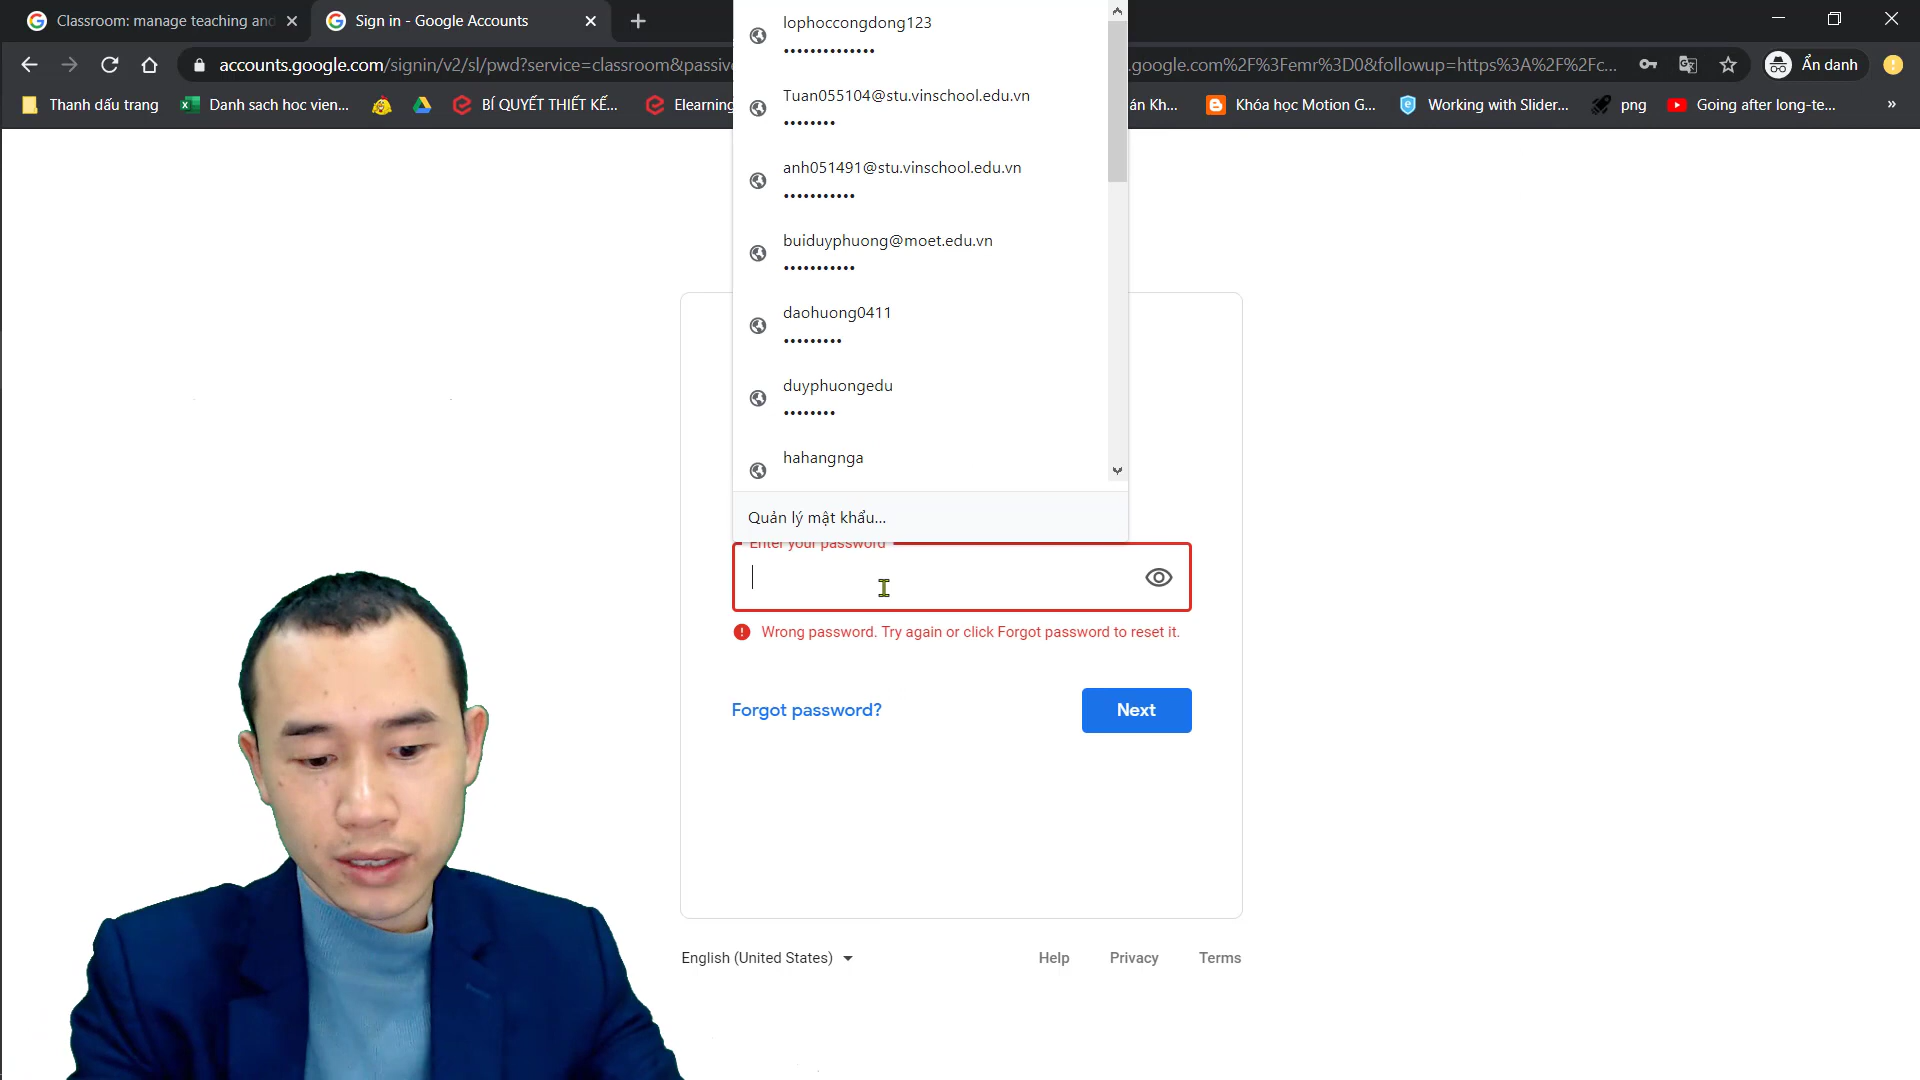 Classroom: manage teaching and
Sign in - Google Accounts
accounts.google.com/signin/v2/sl/pwd?service=classroom&passive
.google.com%2F%3Femr%3D0&followup=https%3A%2F%2Fc...
Ẩn danh
Thanh dấu trang
Danh sach hoc vien...
BÍ QUYẾT THIẾT KẾ...
Elearning
án Kh...
Khóa học Motion G...
Working with Slider...
png
Going after long-te...
»
lophoccongdong123
••••••••••••••
Tuan055104@stu.vinschool.edu.vn
••••••••
anh051491@stu.vinschool.edu.vn
•••••••••••
buiduyphuong@moet.edu.vn
•••••••••••
daohuong0411
•••••••••
duyphuongedu
••••••••
hahangnga
Quản lý mật khẩu...
Enter your password
Wrong password. Try again or click Forgot password to reset it.
Forgot password?
Next
English (United States)
Help
Privacy
Terms